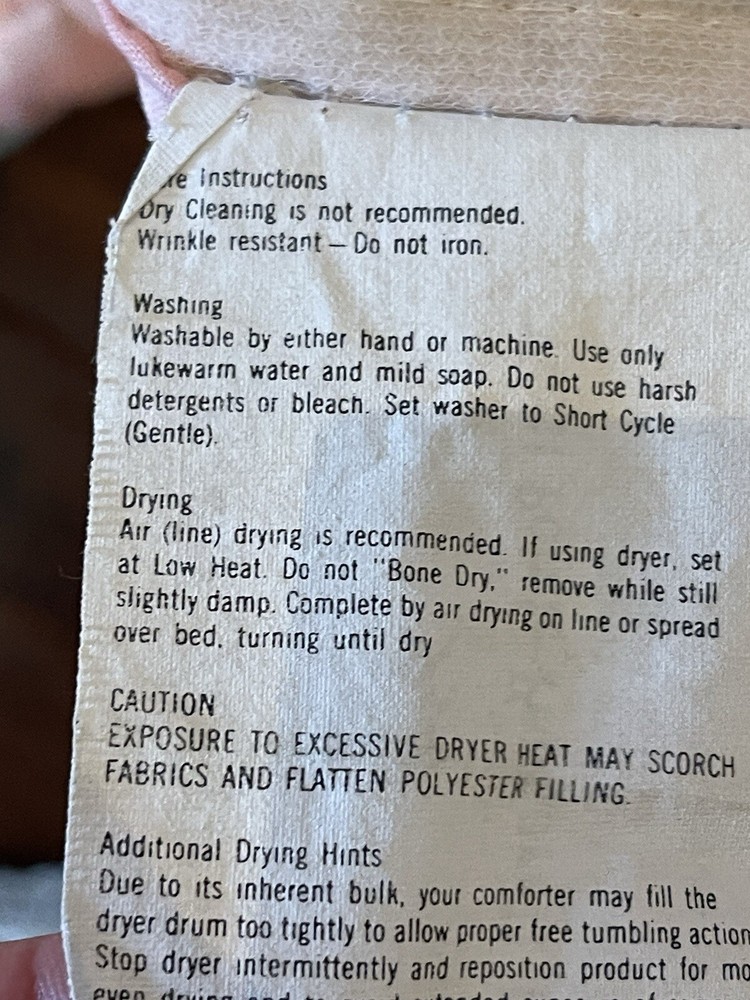 Instructions
Dry Cleaning is not recommended.
Wrinkle resistant — Do not iron.
Washing
Washable by either hand or machine. Use only
lukewarm water and mild soap. Do not use harsh
detergents or bleach. Set washer to Short Cycle
(Gentle).
Drying
Air (line) drying is recommended. If using dryer, set
at Low Heat. Do not "Bone Dry," remove while still
slightly damp. Complete by air drying on line or spread
over bed, turning until dry
CAUTION
EXPOSURE TO EXCESSIVE DRYER HEAT MAY SCORCH
FABRICS AND FLATTEN POLYESTER FILLING.
Additional Drying Hints
Due to its inherent bulk, your comforter may fill the
dryer drum too tightly to allow proper free tumbling action
Stop dryer intermittently and reposition product for
even drying and